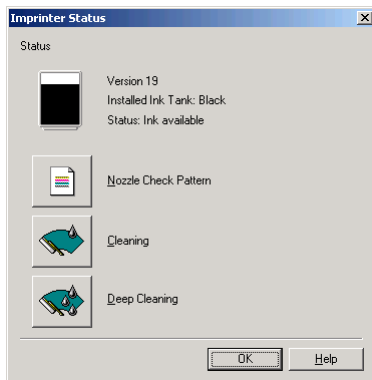 Imprinter Status
Status
Version 19
Installed Ink Tank: Black
Status: Ink available
Nozzle Check Pattern
Cleaning
Deep Cleaning
OK Help